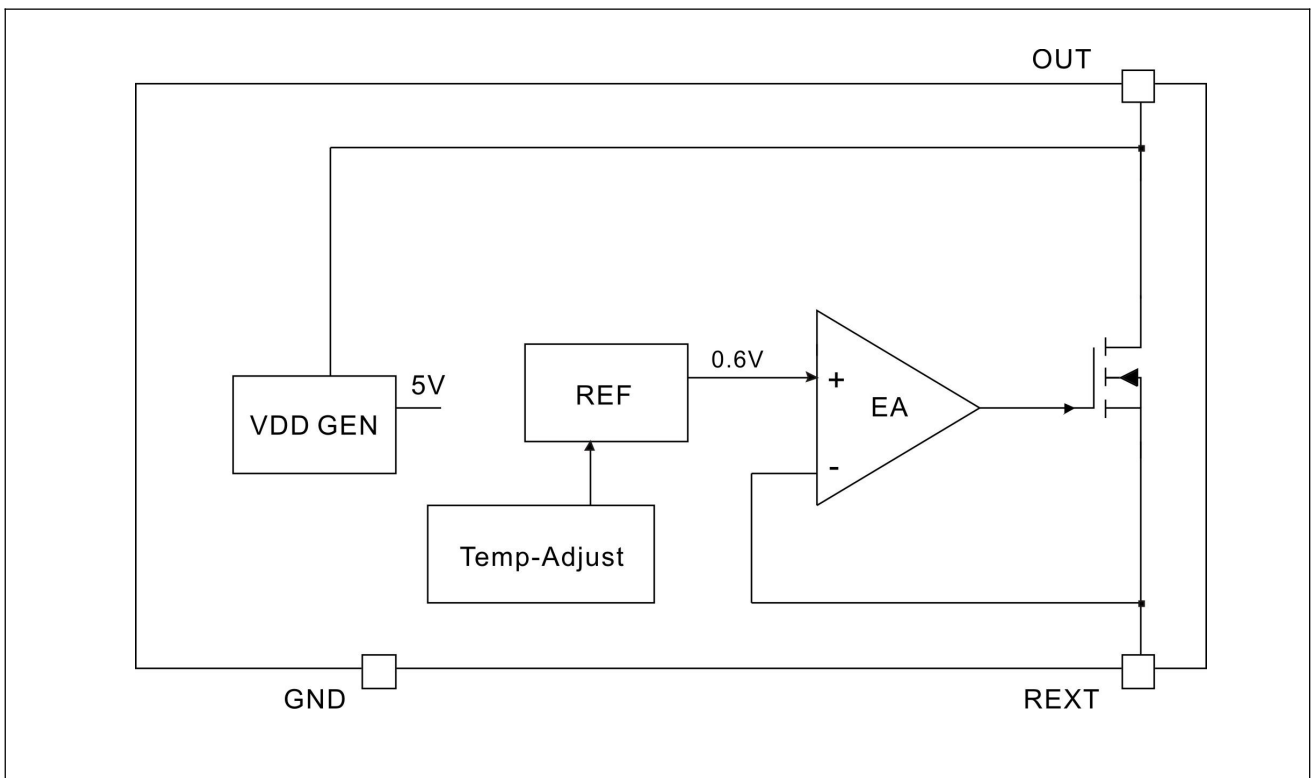 OUT
0.6V
5V
REF
+
EA
VDD GEN
-
Temp-Adjust
GND
REXT